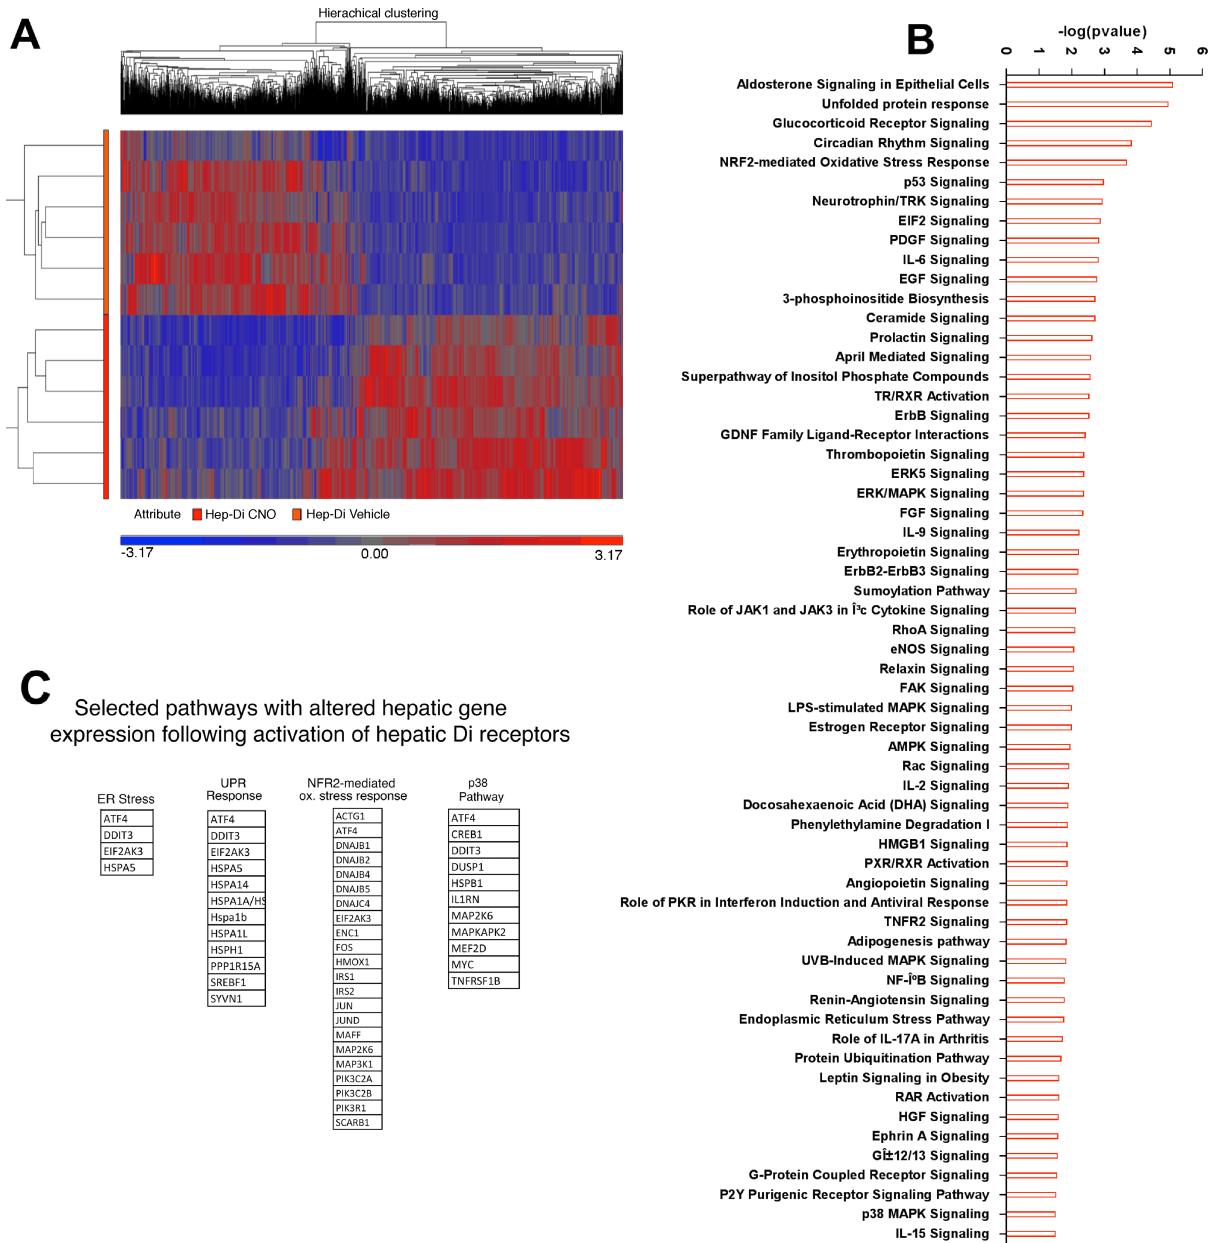 A
Hierachical clustering
Attribute Hep-Di CNO Hep-Di Vehicle
-3.17 0.00 3.17
B
-log(pvalue)
0 1 2 3 4 5 6
Aldosterone Signaling in Epithelial Cells
Unfolded protein response
Glucocorticoid Receptor Signaling
Circadian Rhythm Signaling
NRF2-mediated Oxidative Stress Response
p53 Signaling
Neurotrophin/TRK Signaling
EIF2 Signaling
PDGF Signaling
IL-6 Signaling
EGF Signaling
3-phosphoinositide Biosynthesis
Ceramide Signaling
Prolactin Signaling
April Mediated Signaling
Superpathway of Inositol Phosphate Compounds
TR/RXR Activation
ErbB Signaling
GDNF Family Ligand-Receptor Interactions
Thrombopoietin Signaling
ERK5 Signaling
ERK/MAPK Signaling
FGF Signaling
IL-9 Signaling
Erythropoietin Signaling
ErbB2-ErbB3 Signaling
Sumoylation Pathway
Role of JAK1 and JAK3 in Î³c Cytokine Signaling
RhoA Signaling
eNOS Signaling
Relaxin Signaling
FAK Signaling
LPS-stimulated MAPK Signaling
Estrogen Receptor Signaling
AMPK Signaling
Rac Signaling
IL-2 Signaling
Docosahexaenoic Acid (DHA) Signaling
Phenylethylamine Degradation I
HMGB1 Signaling
PXR/RXR Activation
Angiopoietin Signaling
Role of PKR in Interferon Induction and Antiviral Response
TNFR2 Signaling
Adipogenesis pathway
UVB-Induced MAPK Signaling
NF-ÎºB Signaling
Renin-Angiotensin Signaling
Endoplasmic Reticulum Stress Pathway
Role of IL-17A in Arthritis
Protein Ubiquitination Pathway
Leptin Signaling in Obesity
RAR Activation
HGF Signaling
Ephrin A Signaling
GÎ±12/13 Signaling
G-Protein Coupled Receptor Signaling
P2Y Purigenic Receptor Signaling Pathway
p38 MAPK Signaling
IL-15 Signaling
C
Selected pathways with altered hepatic gene
expression following activation of hepatic Di receptors
ER Stress
ATF4
DDIT3
EIF2AK3
HSPA5
UPR
Response
ATF4
DDIT3
EIF2AK3
HSPA5
HSPA14
HSPA1A/HS
Hspa1b
HSPA1L
HSPH1
PPP1R15A
SREBF1
SYVN1
NFR2-mediated
ox. stress response
ACTG1
ATF4
DNAJB1
DNAJB2
DNAJB4
DNAJB5
DNAJC4
EIF2AK3
ENC1
FOS
HMOX1
IRS1
IRS2
JUN
JUND
MAFF
MAP2K6
MAP3K1
PIK3C2A
PIK3C2B
PIK3R1
SCARB1
p38
Pathway
ATF4
CREB1
DDIT3
DUSP1
HSPB1
IL1RN
MAP2K6
MAPKAPK2
MEF2D
MYC
TNFRSF1B